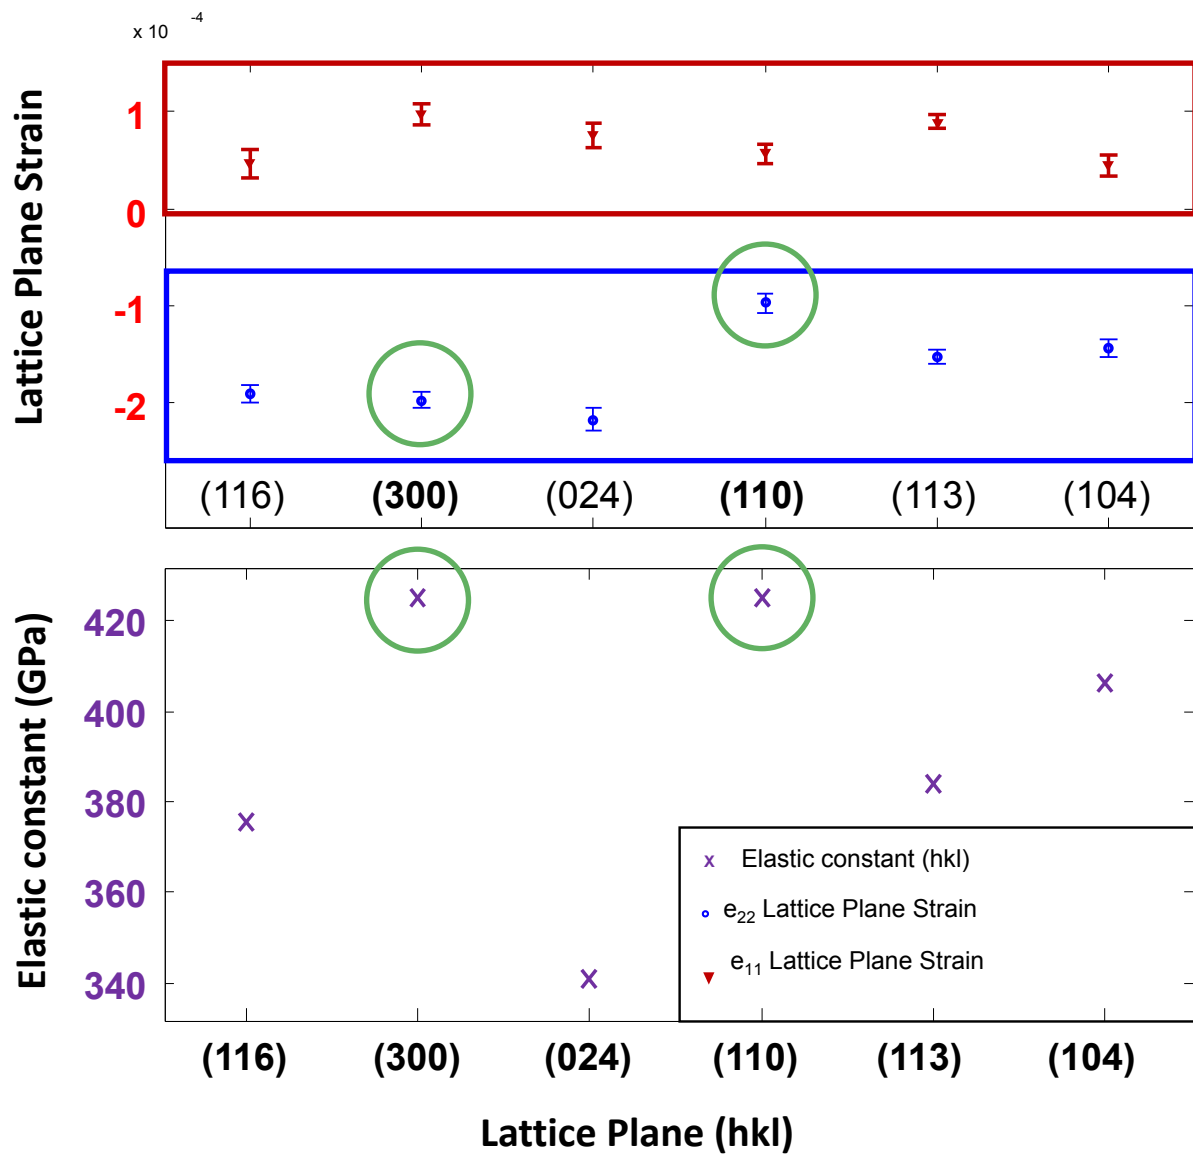 x 10 -4
Lattice Plane Strain
1
0
-1
-2
(116) (300) (024) (110) (113) (104)
Elastic constant (GPa)
420
400
380
360
340
x Elastic constant (hkl)
e22 Lattice Plane Strain
e11 Lattice Plane Strain
(116) (300) (024) (110) (113) (104)
Lattice Plane (hkl)